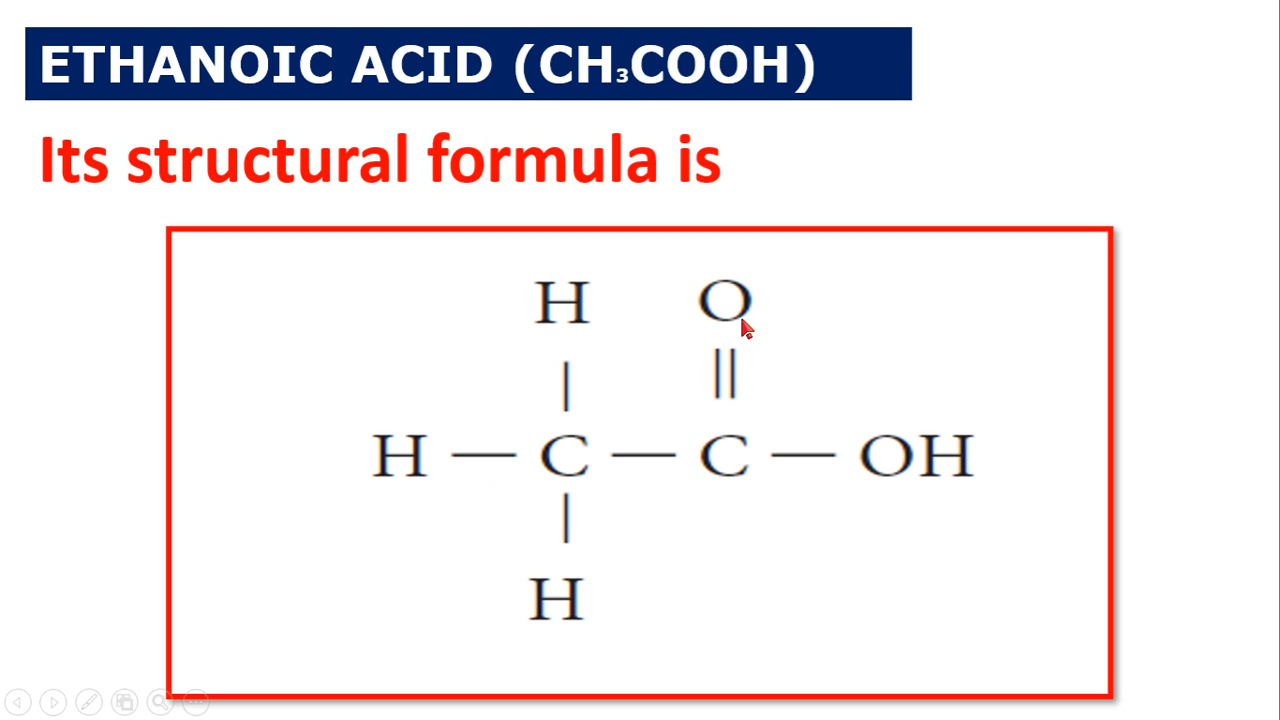 ETHANOIC ACID (CH₃COOH)
Its structural formula is
H O
H — C — C — OH
H